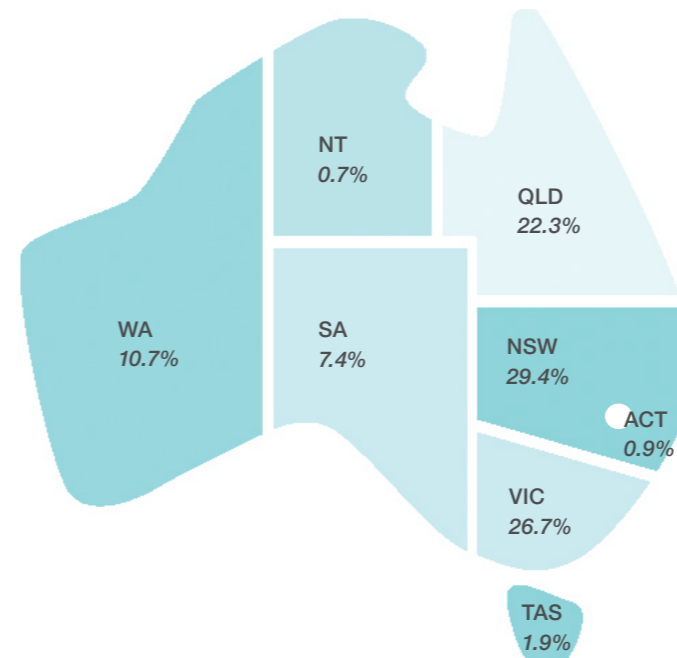 NT
0.7%
QLD
22.3%
WA
10.7%
SA
7.4%
NSW
29.4%
ACT
0.9%
VIC
26.7%
TAS
1.9%